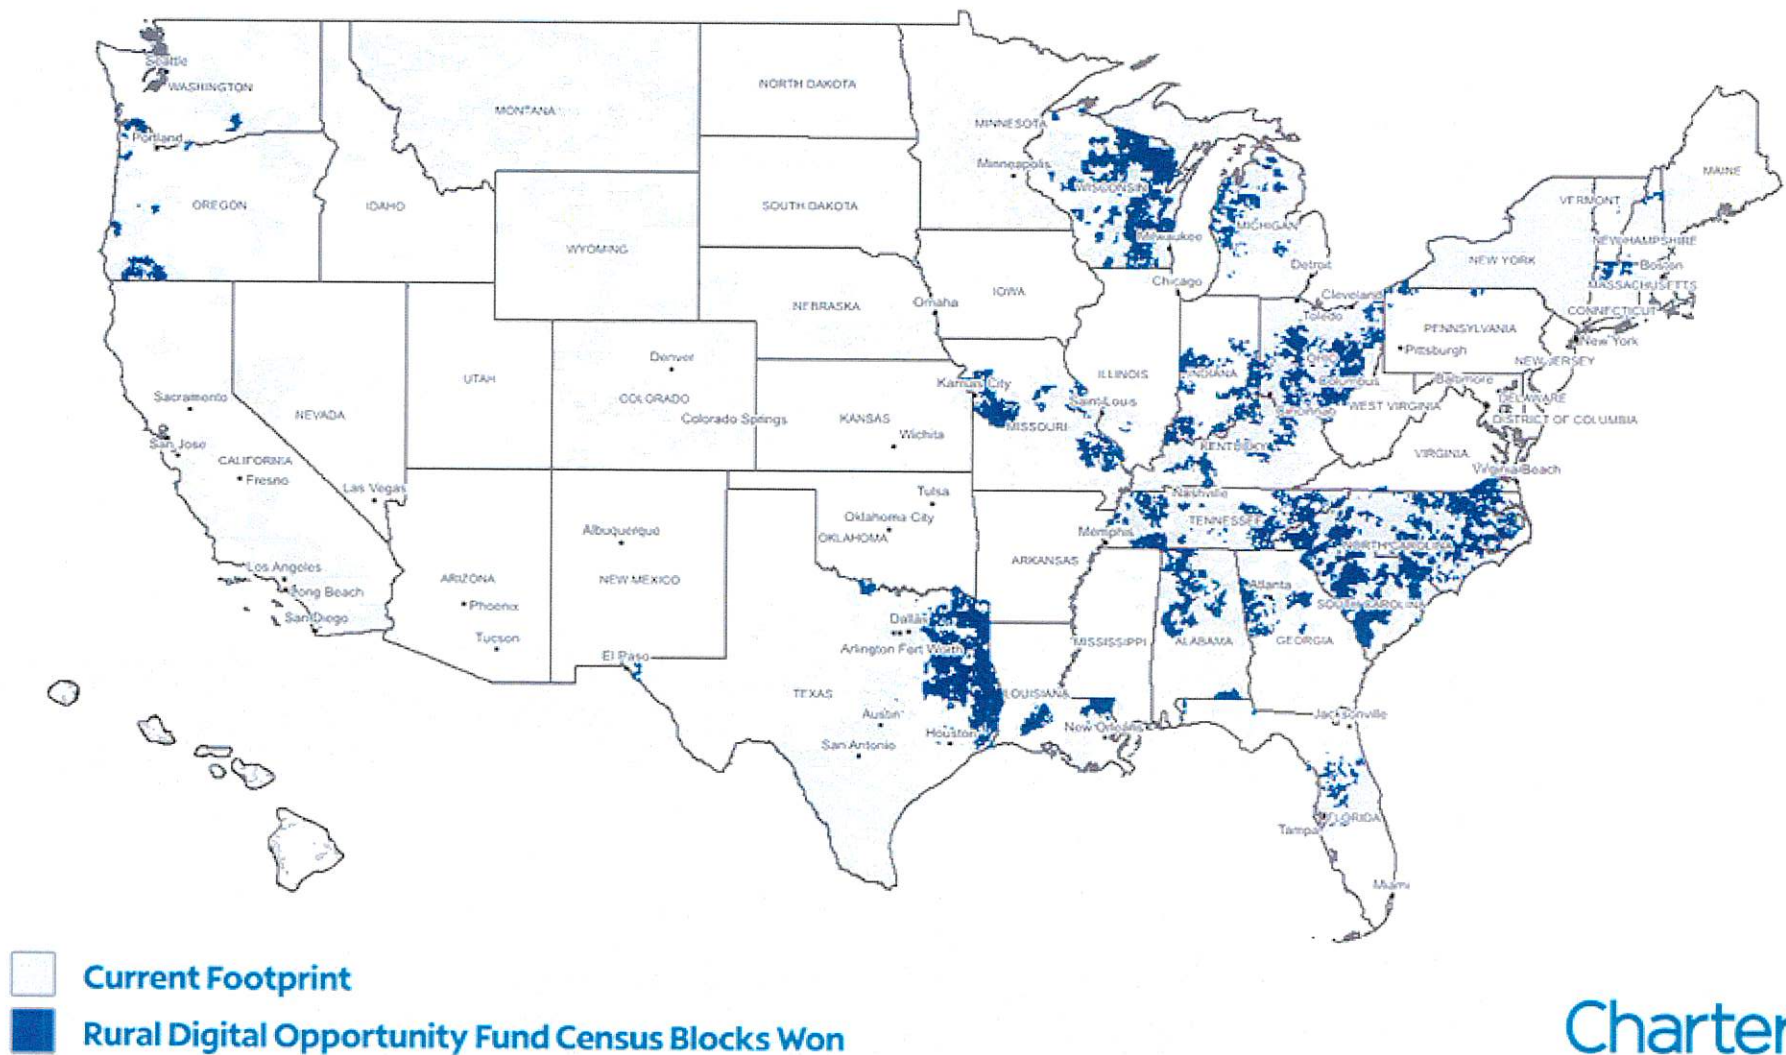 Seattle
WASHINGTON
Portland
OREGON
IDAHO
MONTANA
WYOMING
NORTH DAKOTA
SOUTH DAKOTA
NEBRASKA
Omaha
MINNESOTA
Minneapolis
WISCONSIN
Milwaukee
MICHIGAN
Detroit
Chicago
IOWA
Cleveland
Toledo
VERMONT
MAINE
NEW HAMPSHIRE
NEW YORK
Boston
MASSACHUSETTS
CONNECTICUT
PENNSYLVANIA
New York
Pittsburgh
NEW JERSEY
Baltimore
DELAWARE
DISTRICT OF COLUMBIA
OHIO
Columbus
Cincinnati
WEST VIRGINIA
VIRGINIA
Virginia Beach
INDIANA
ILLINOIS
KENTUCKY
Sacramento
San Jose
CALIFORNIA
Fresno
NEVADA
Las Vegas
UTAH
Denver
COLORADO
Colorado Springs
KANSAS
Wichita
Kansas City
Saint Louis
MISSOURI
Los Angeles
Long Beach
San Diego
ARIZONA
Phoenix
Tucson
Albuquerque
NEW MEXICO
El Paso
Tulsa
Oklahoma City
OKLAHOMA
ARKANSAS
Memphis
Nashville
TENNESSEE
NORTH CAROLINA
SOUTH CAROLINA
Atlanta
GEORGIA
ALABAMA
MISSISSIPPI
Dallas
Arlington Fort Worth
TEXAS
Austin
San Antonio
Houston
LOUISIANA
New Orleans
Jacksonville
FLORIDA
Tampa
Miami
Current Footprint
Rural Digital Opportunity Fund Census Blocks Won
Charter